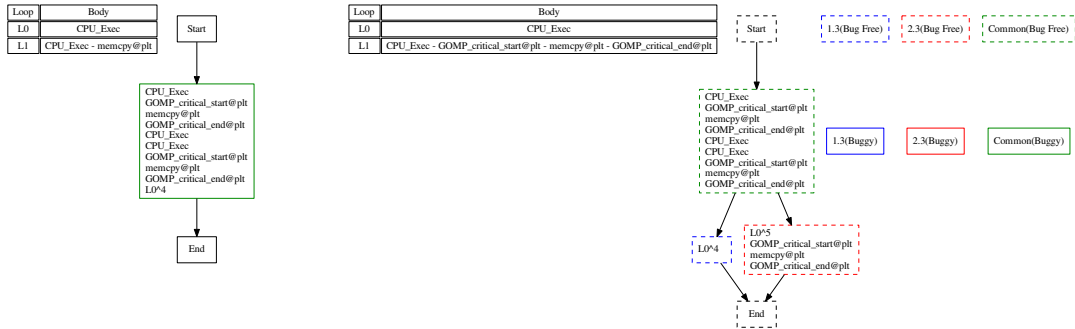 Loop Body
L0 CPU_Exec
L1 CPU_Exec - memcpy@plt
Start
CPU_Exec
GOMP_critical_start@plt
memcpy@plt
GOMP_critical_end@plt
CPU_Exec
CPU_Exec
GOMP_critical_start@plt
memcpy@plt
GOMP_critical_end@plt
L0^4
End
Loop Body
L0 CPU_Exec
L1 CPU_Exec - GOMP_critical_start@plt - memcpy@plt - GOMP_critical_end@plt
Start
CPU_Exec
GOMP_critical_start@plt
memcpy@plt
GOMP_critical_end@plt
CPU_Exec
CPU_Exec
GOMP_critical_start@plt
memcpy@plt
GOMP_critical_end@plt
L0^4
L0^5
GOMP_critical_start@plt
memcpy@plt
GOMP_critical_end@plt
End
1.3(Bug Free) 2.3(Bug Free) Common(Bug Free)
1.3(Buggy) 2.3(Buggy) Common(Buggy)